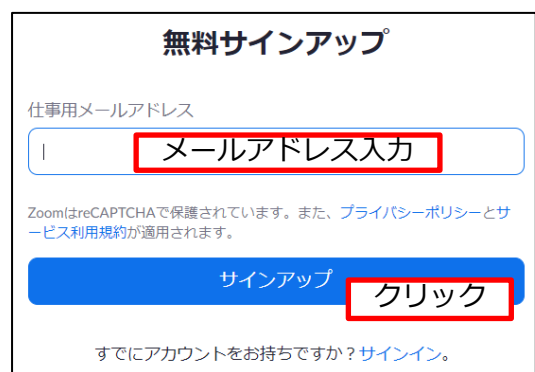 無料サインアップ
仕事用メールアドレス
メールアドレス入力
ZoomはreCAPTCHAで保護されています。また、プライバシーポリシーとサ
ービス利用規約が適用されます。
サインアップ
クリック
すでにアカウントをお持ちですか？サインイン。